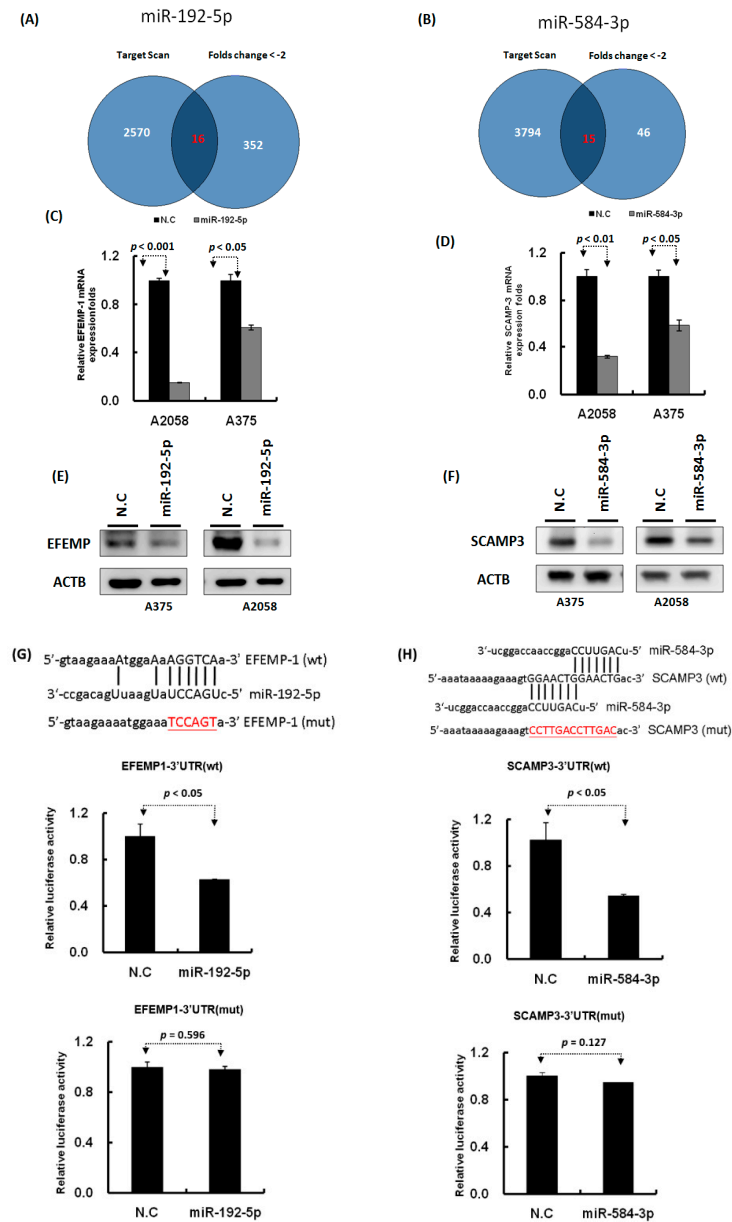 (A)
miR-192-5p
Target Scan
Folds change < -2
2570
16
352
(B)
miR-584-3p
Target Scan
Folds change < -2
3794
15
46
(C)
N.C miR-192-5p
p < 0.001
p < 0.05
Relative EFEMP-1 mRNA
expression folds
1.2
0.8
0.4
0.0
A2058
A375
(D)
N.C miR-584-3p
p < 0.01
p < 0.05
Relative SCAMP-3 mRNA
expression folds
1.2
0.8
0.4
0.0
A2058
A375
(E)
N.C
miR-192-5p
N.C
miR-192-5p
EFEMP
ACTB
A375
A2058
(F)
N.C
miR-584-3p
N.C
miR-584-3p
SCAMP3
ACTB
A375
A2058
(G)
5'-gtaagaaaAtggaAaAGGTCAa-3' EFEMP-1 (wt)
3'-ccgacagUuaagUaUCCAGUc-5' miR-192-5p
5'-gtaagaaaatggaaaTCCAGTa-3' EFEMP-1 (mut)
EFEMP1-3'UTR(wt)
p < 0.05
Relative luciferase activity
1.2
0.8
0.4
0.0
N.C
miR-192-5p
EFEMP1-3'UTR(mut)
p = 0.596
Relative luciferase activity
1.2
0.8
0.4
0.0
N.C
miR-192-5p
(H)
3'-ucggaccaaccggaCCUUGACu-5' miR-584-3p
5'-aaataaaaagaaagtGGAACTGGAACTGac-3' SCAMP3 (wt)
3'-ucggaccaaccggaCCUUGACu-5' miR-584-3p
5'-aaataaaaagaaagtCCTTGACCTTGACac-3' SCAMP3 (mut)
SCAMP3-3'UTR(wt)
p < 0.05
Relative luciferase activity
1.2
0.8
0.4
0.0
N.C
miR-584-3p
SCAMP3-3'UTR(mut)
p = 0.127
Relative luciferase activity
1.2
0.8
0.4
0.0
N.C
miR-584-3p